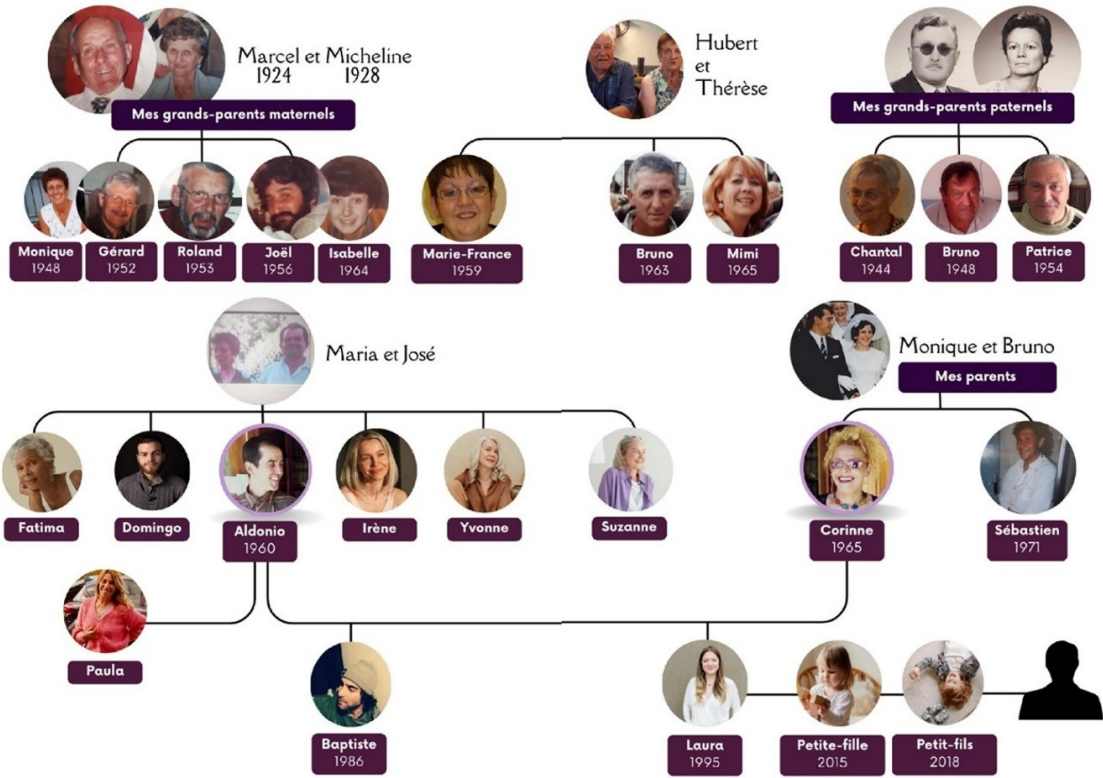 Marcel et Micheline
1924 1928
Mes grands-parents maternels
Hubert
et
Thérèse
Mes grands-parents paternels
Monique
1948
Gérard
1952
Roland
1953
Joël
1956
Isabelle
1964
Marie-France
1959
Bruno
1963
Mimi
1965
Chantal
1944
Bruno
1948
Patrice
1954
Maria et José
Monique et Bruno
Mes parents
Fatima
Domingo
Aldonio
1960
Irène
Yvonne
Suzanne
Corinne
1965
Sébastien
1971
Paula
Baptiste
1986
Laura
1995
Petite-fille
2015
Petit-fils
2018